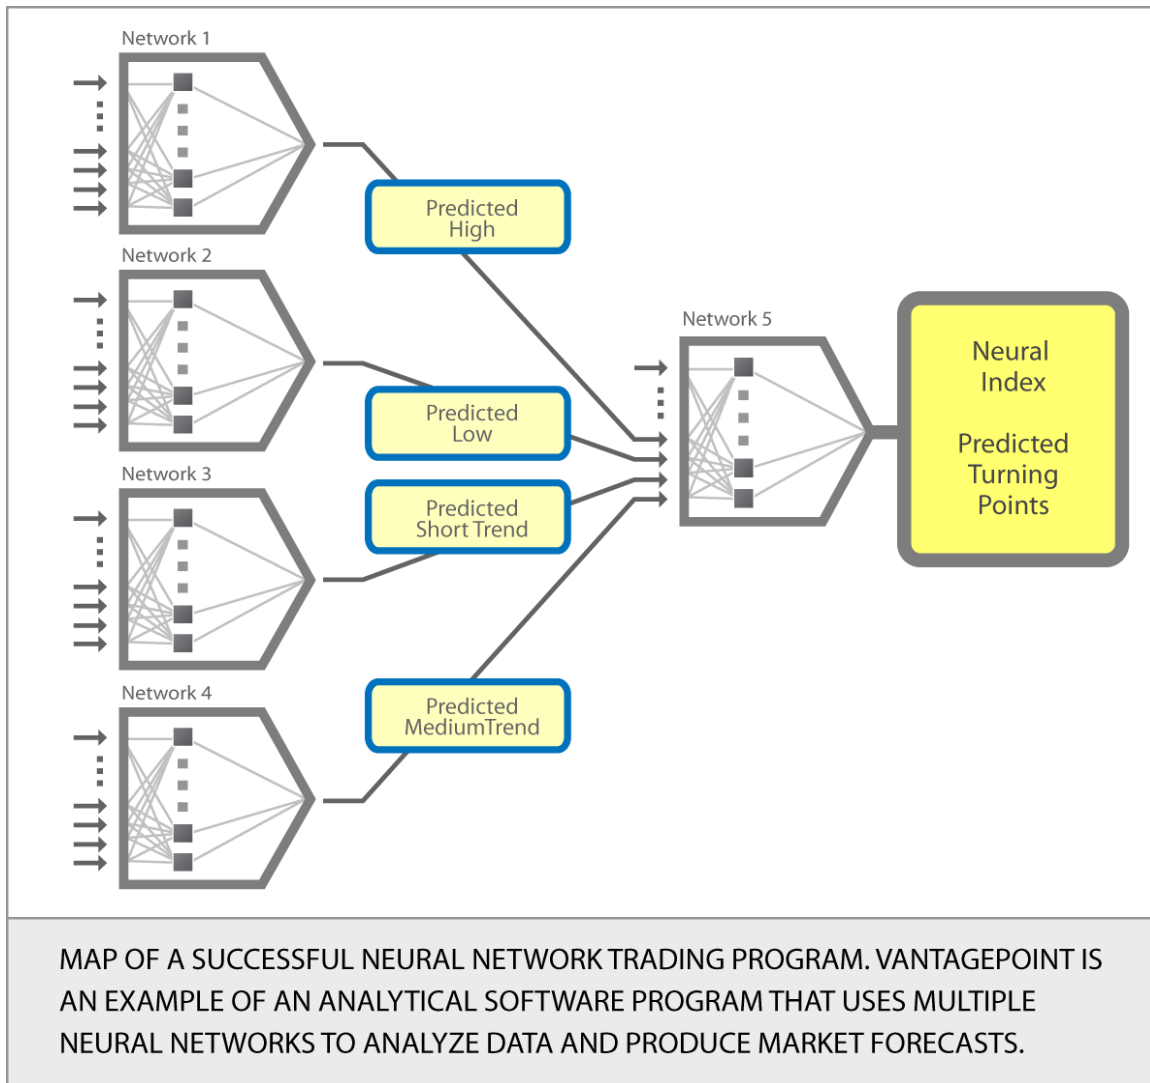 Network 1
Predicted
High
Network 2
Predicted
Low
Network 3
Predicted
Short Trend
Network 4
Predicted
MediumTrend
Network 5
Neural
Index
Predicted
Turning
Points
MAP OF A SUCCESSFUL NEURAL NETWORK TRADING PROGRAM. VANTAGEPOINT IS
AN EXAMPLE OF AN ANALYTICAL SOFTWARE PROGRAM THAT USES MULTIPLE
NEURAL NETWORKS TO ANALYZE DATA AND PRODUCE MARKET FORECASTS.